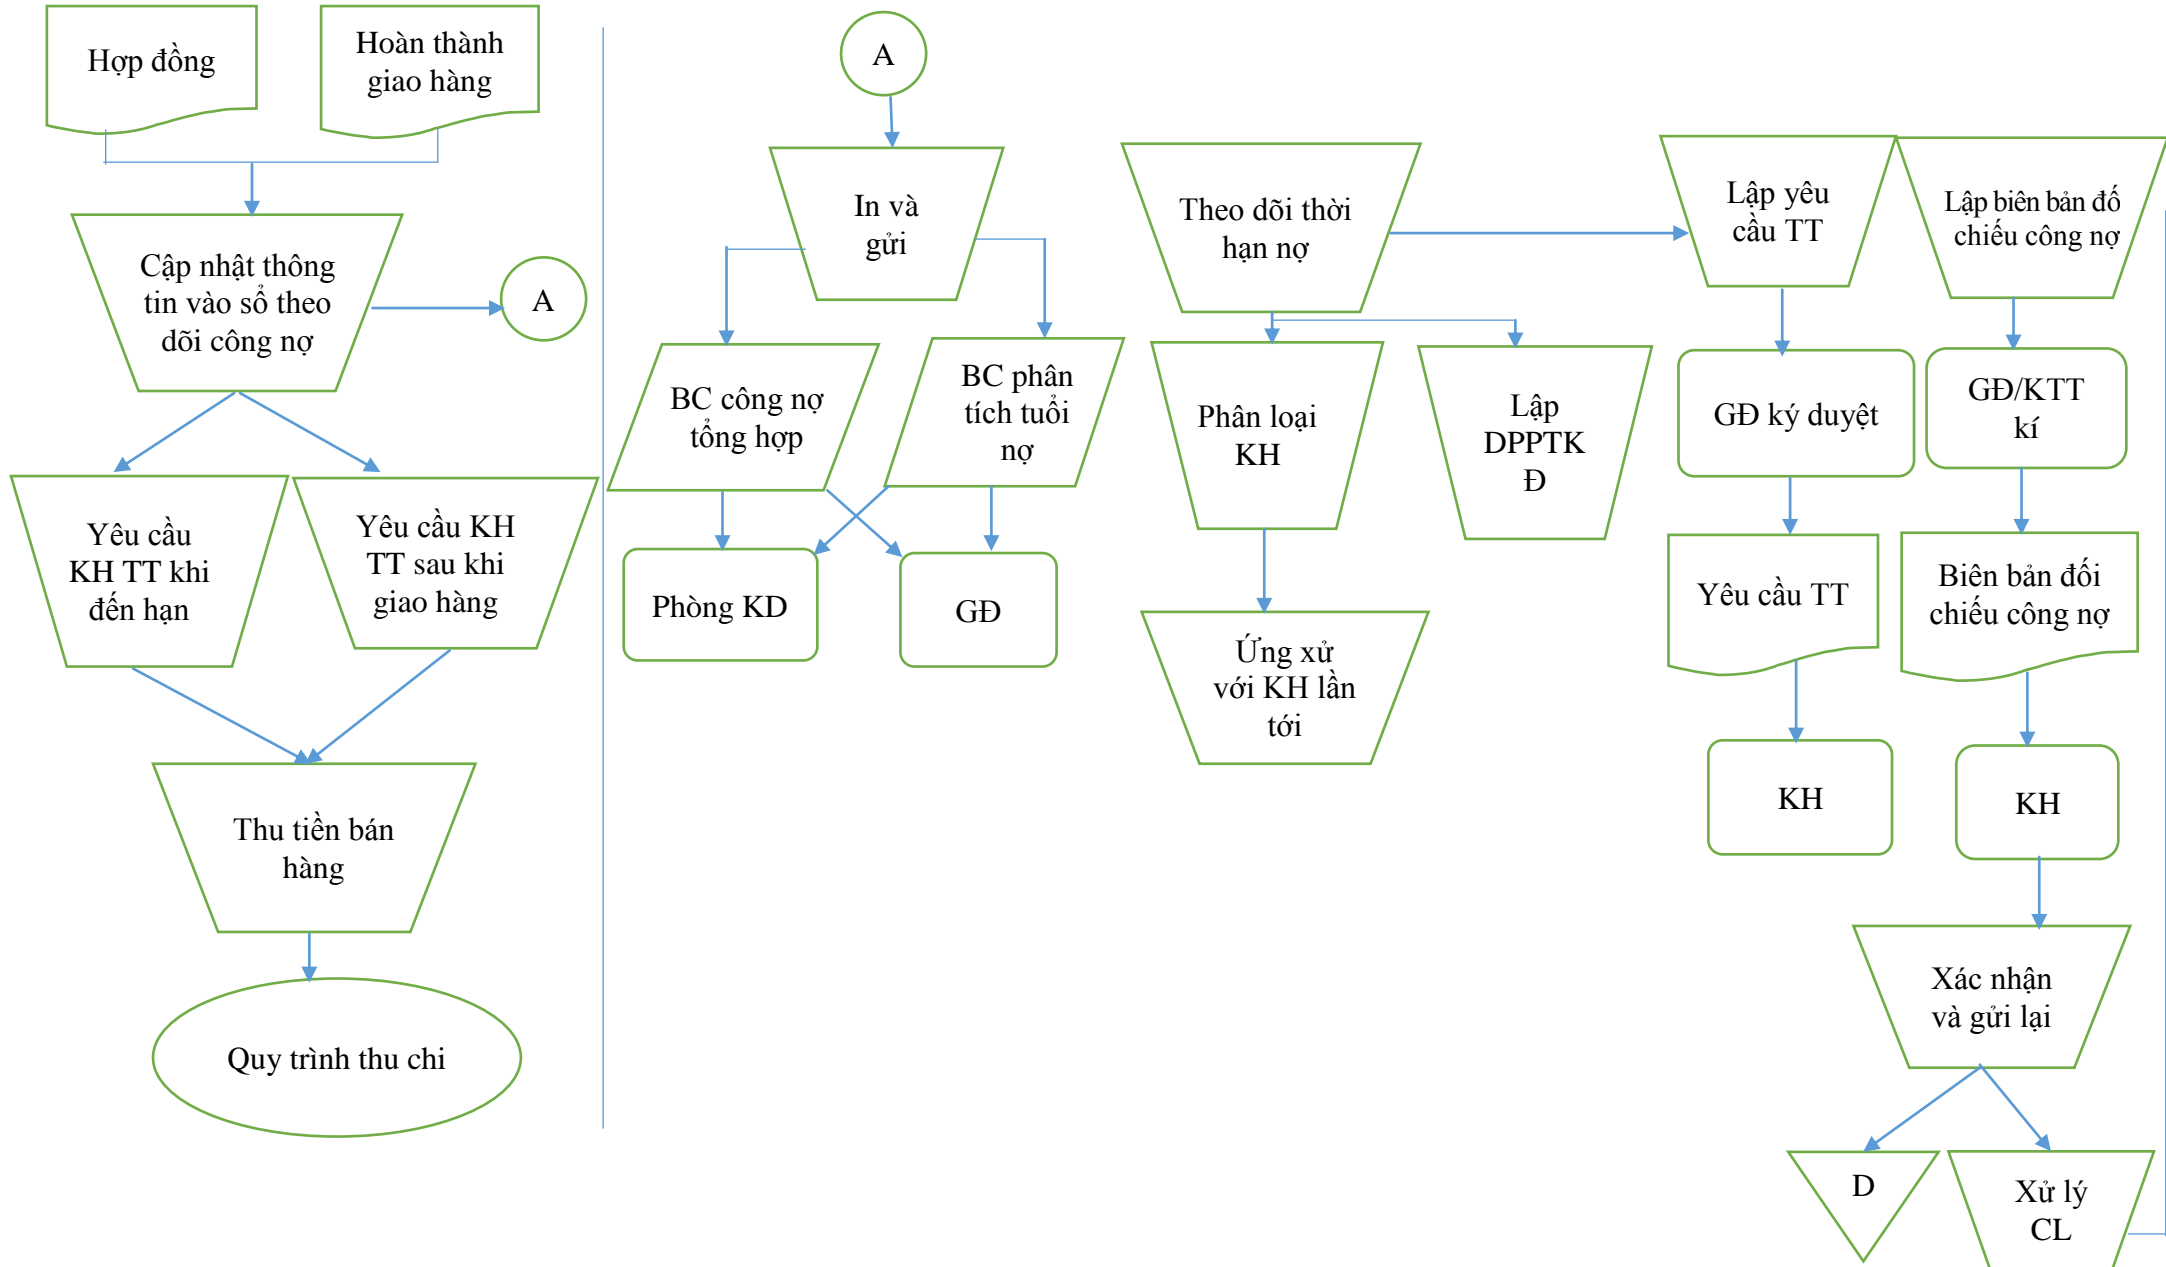 Hợp đồng
Hoàn thành
giao hàng
Cập nhật thông
tin vào sổ theo
dõi công nợ
A
Yêu cầu
KH TT khi
đến hạn
Yêu cầu KH
TT sau khi
giao hàng
Thu tiền bán
hàng
Quy trình thu chi
A
In và
gửi
BC công nợ
tổng hợp
BC phân
tích tuổi
nợ
Phòng KD
GĐ
Theo dõi thời
hạn nợ
Phân loại
KH
Lập
DPPTK
Đ
Ứng xử
với KH lần
tới
Lập yêu
cầu TT
GĐ ký duyệt
Yêu cầu TT
KH
Lập biên bản đố
chiếu công nợ
GĐ/KTT
kí
Biên bản đối
chiếu công nợ
KH
Xác nhận
và gửi lại
D
Xử lý
CL